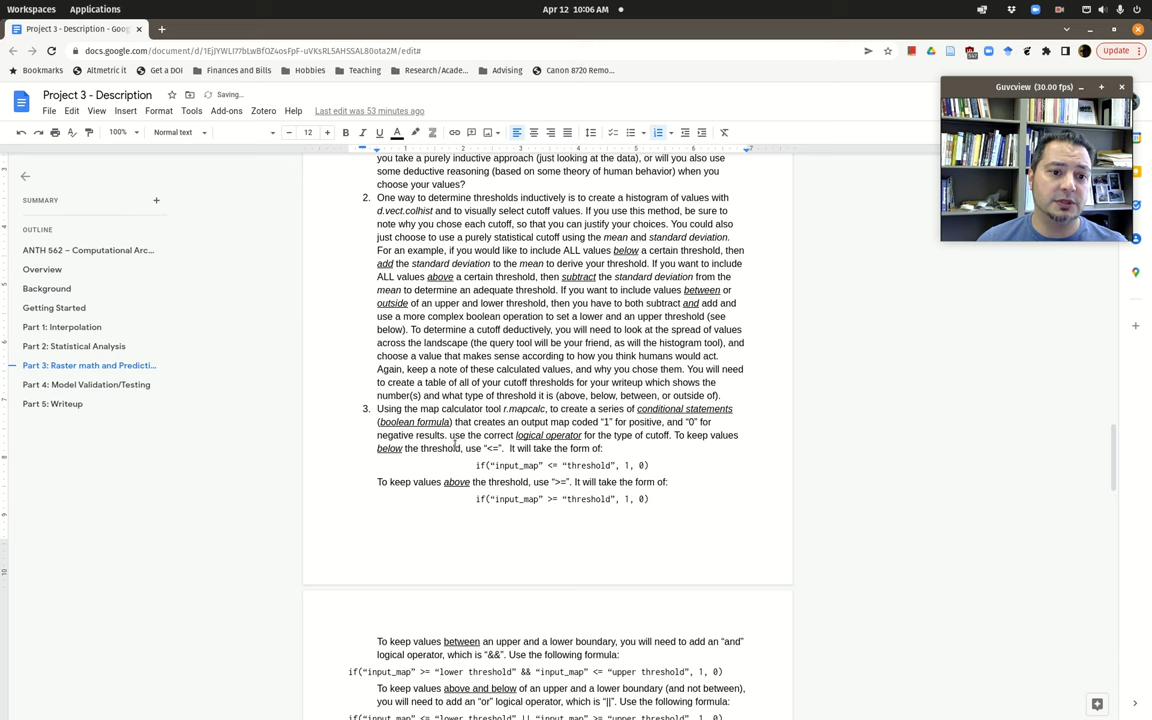 Workspaces Applications Apr 12 10:06 AM
Project 3 - Description - Goog
docs.google.com/document/d/1EjJYWLI77bLwBfOZ4osFpF-uVKsRL5AHSSAL80ota2M/edit#
Update
Bookmarks Altmetric it Get a DOI Finances and Bills Hobbies Teaching Research/Acade... Advising Canon 8720 Remo...
Guvcview (30.00 fps)
Project 3 - Description Saving...
File Edit View Insert Format Tools Add-ons Zotero Help Last edit was 53 minutes ago
100% Normal text 12
SUMMARY
OUTLINE
ANTH 562 – Computational Arc...
Overview
Background
Getting Started
Part 1: Interpolation
Part 2: Statistical Analysis
Part 3: Raster math and Predicti...
Part 4: Model Validation/Testing
Part 5: Writeup
you take a purely inductive approach (just looking at the data), or will you also use
some deductive reasoning (based on some theory of human behavior) when you
choose your values?
2. One way to determine thresholds inductively is to create a histogram of values with
d.vect.colhist and to visually select cutoff values. If you use this method, be sure to
note why you chose each cutoff, so that you can justify your choices. You could also
just choose to use a purely statistical cutoff using the mean and standard deviation.
For an example, if you would like to include ALL values below a certain threshold, then
add the standard deviation to the mean to derive your threshold. If you want to include
ALL values above a certain threshold, then subtract the standard deviation from the
mean to determine an adequate threshold. If you want to include values between or
outside of an upper and lower threshold, then you have to both subtract and add and
use a more complex boolean operation to set a lower and an upper threshold (see
below). To determine a cutoff deductively, you will need to look at the spread of values
across the landscape (the query tool will be your friend, as will the histogram tool), and
choose a value that makes sense according to how you think humans would act.
Again, keep a note of these calculated values, and why you chose them. You will need
to create a table of all of your cutoff thresholds for your writeup which shows the
number(s) and what type of threshold it is (above, below, between, or outside of).
3. Using the map calculator tool r.mapcalc, to create a series of conditional statements
(boolean formula) that creates an output map coded “1” for positive, and “0” for
negative results. use the correct logical operator for the type of cutoff. To keep values
below the threshold, use “<=”. It will take the form of:
if(“input_map” <= “threshold”, 1, 0)
To keep values above the threshold, use “>=”. It will take the form of:
if(“input_map” >= “threshold”, 1, 0)
To keep values between an upper and a lower boundary, you will need to add an “and”
logical operator, which is “&&”. Use the following formula:
if(“input_map” >= “lower threshold” && “input_map” <= “upper threshold”, 1, 0)
To keep values above and below of an upper and a lower boundary (and not between),
you will need to add an “or” logical operator, which is “||”. Use the following formula:
if(“input_map” <= “lower threshold” || “input_map” >= “upper threshold”, 1, 0)